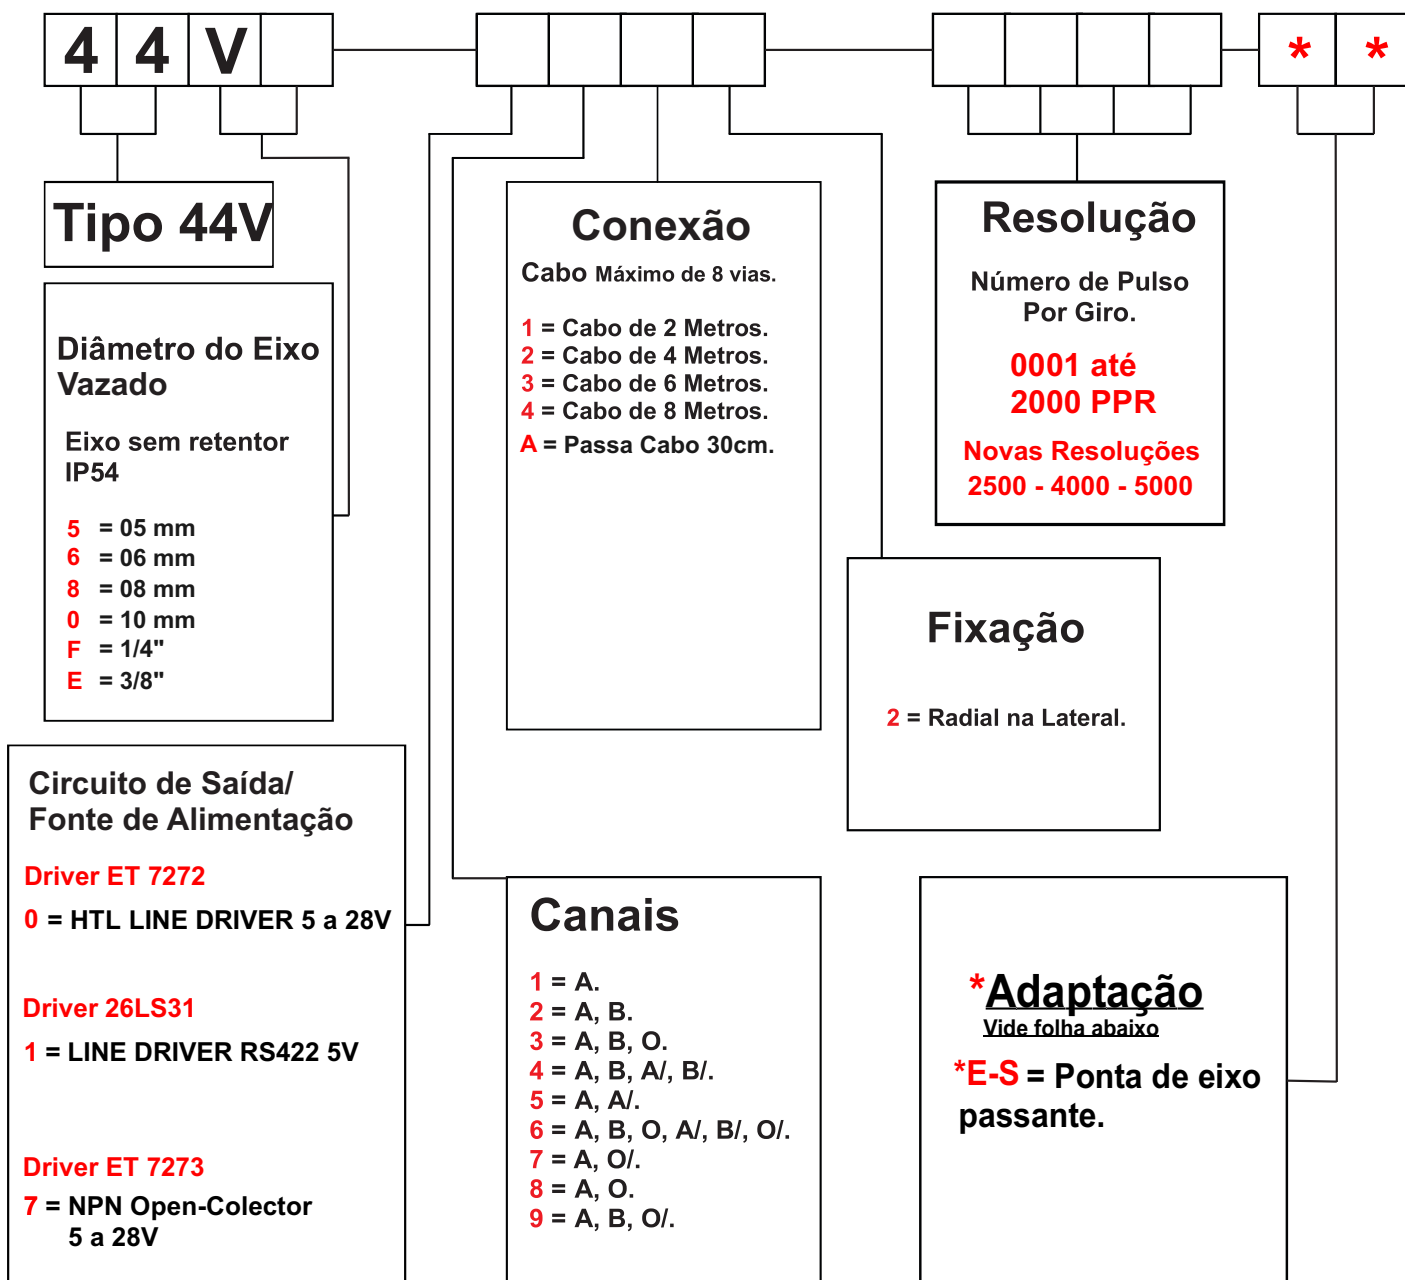 4 4 V * *
Tipo 44V
Diâmetro do Eixo
Vazado
Eixo sem retentor
IP54
5 = 05 mm
6 = 06 mm
8 = 08 mm
0 = 10 mm
F = 1/4"
E = 3/8"
Conexão
Cabo Máximo de 8 vias.
1 = Cabo de 2 Metros.
2 = Cabo de 4 Metros.
3 = Cabo de 6 Metros.
4 = Cabo de 8 Metros.
A = Passa Cabo 30cm.
Resolução
Número de Pulso
Por Giro.
0001 até
2000 PPR
Novas Resoluções
2500 - 4000 - 5000
Fixação
2 = Radial na Lateral.
Circuito de Saída/
Fonte de Alimentação
Driver ET 7272
0 = HTL LINE DRIVER 5 a 28V
Driver 26LS31
1 = LINE DRIVER RS422 5V
Driver ET 7273
7 = NPN Open-Colector
5 a 28V
Canais
1 = A.
2 = A, B.
3 = A, B, O.
4 = A, B, A/, B/.
5 = A, A/.
6 = A, B, O, A/, B/, O/.
7 = A, O/.
8 = A, O.
9 = A, B, O/.
*Adaptação
Vide folha abaixo
*E-S = Ponta de eixo
passante.